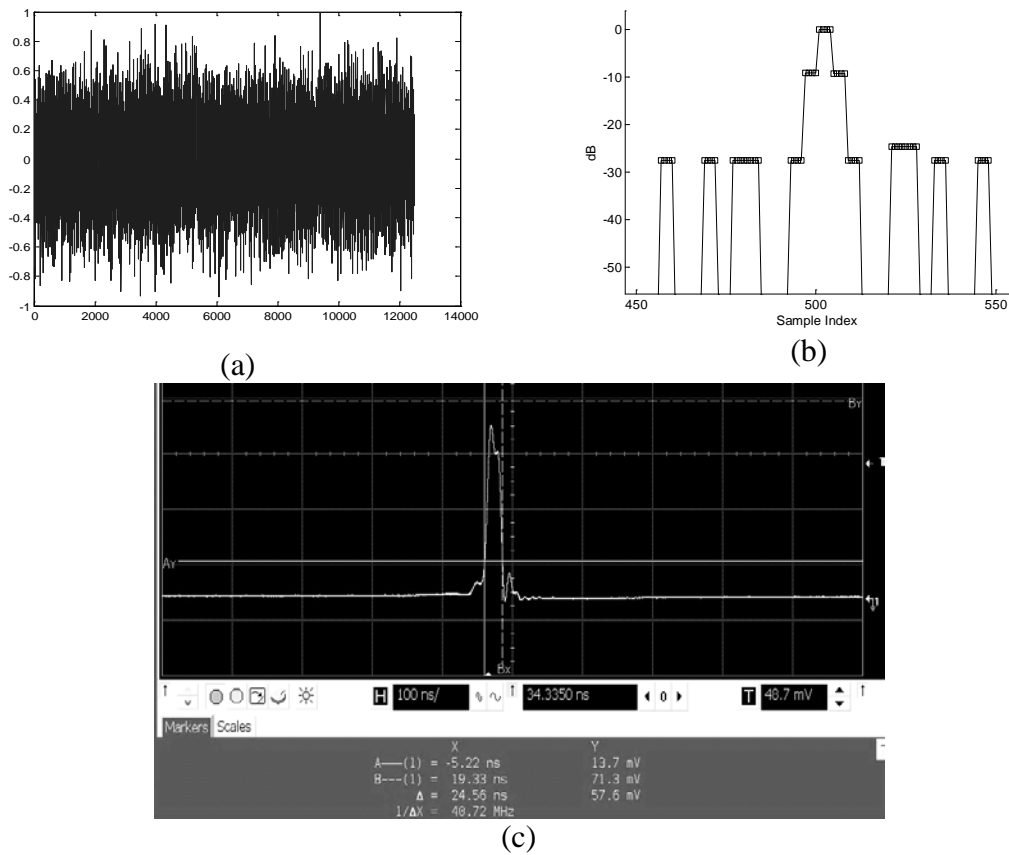 1
0.8
0.6
0.4
0.2
0
-0.2
-0.4
-0.6
-0.8
-1
0 2000 4000 6000 8000 10000 12000 14000
(a)
0
-10
-20
-30
-40
-50
dB
450 500 550
Sample Index
(b)
BY
AY
Bx
H 100 ns/ 34.3350 ns 0 T 48.7 mV
Markers Scales
X Y
A——(1) = -5.22 ns 13.7 mV
B---(1) = 19.33 ns 71.3 mV
Δ = 24.56 ns 57.6 mV
1/ΔX = 40.72 MHz
(c)